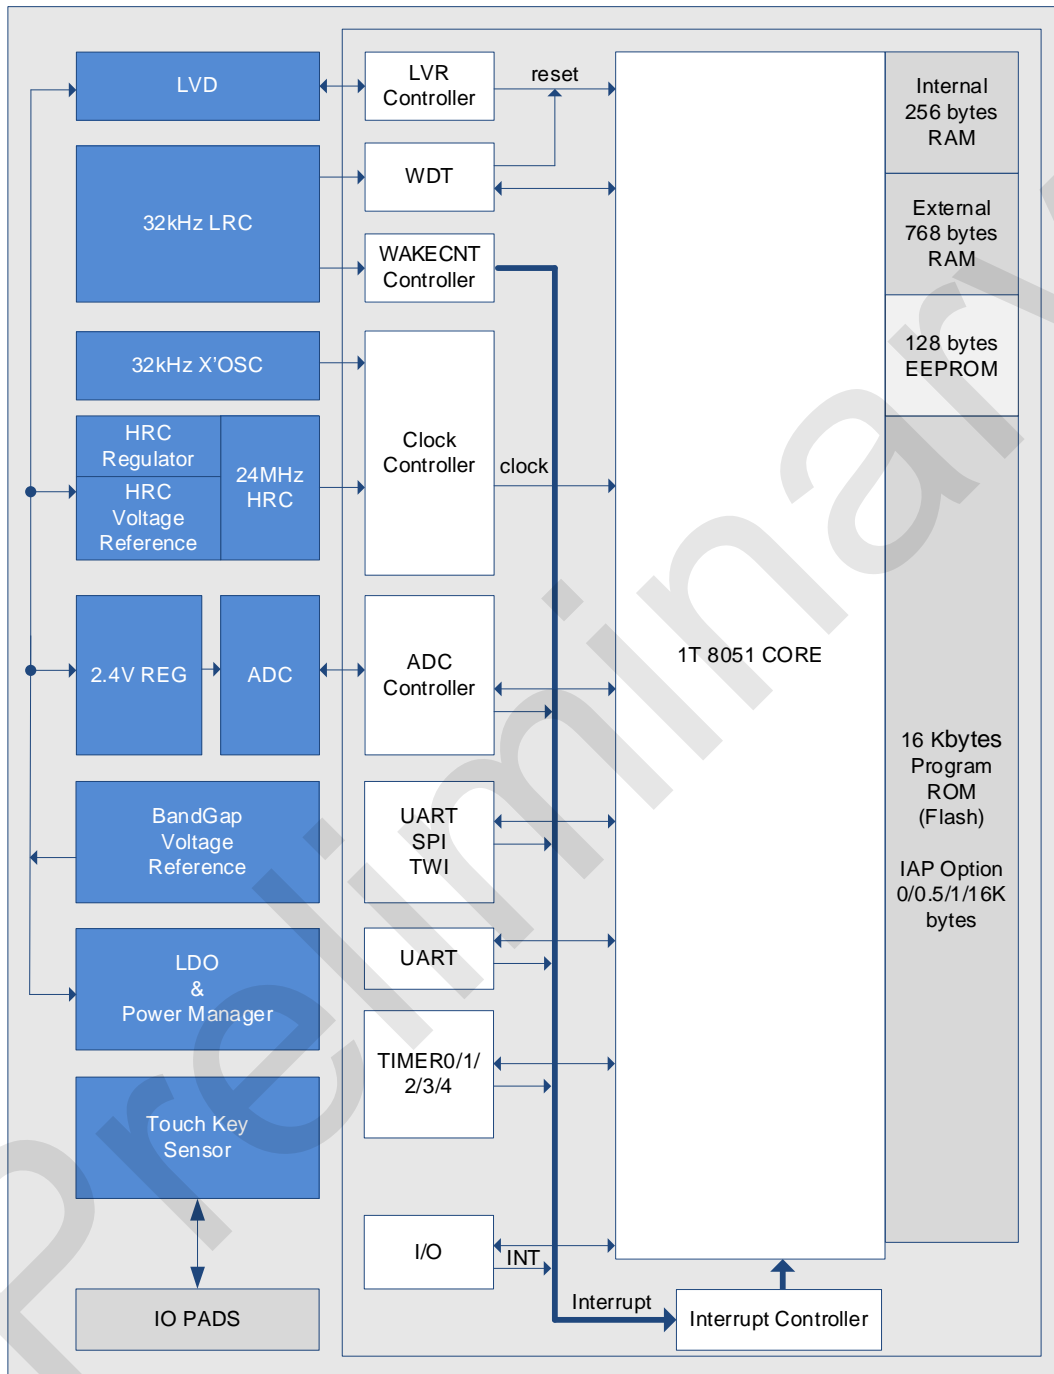 LVD
LVR
Controller
reset
Internal
256 bytes
RAM
32kHz LRC
WDT
External
768 bytes
RAM
WAKECNT
Controller
32kHz X'OSC
128 bytes
EEPROM
HRC
Regulator
HRC
Voltage
Reference
24MHz
HRC
Clock
Controller
clock
2.4V REG
ADC
ADC
Controller
1T 8051 CORE
16 Kbytes
Program
ROM
(Flash)
IAP Option
0/0.5/1/16K
bytes
BandGap
Voltage
Reference
UART
SPI
TWI
LDO
&
Power Manager
UART
TIMER0/1/
2/3/4
Touch Key
Sensor
I/O
INT
IO PADS
Interrupt
Interrupt Controller
Preliminary